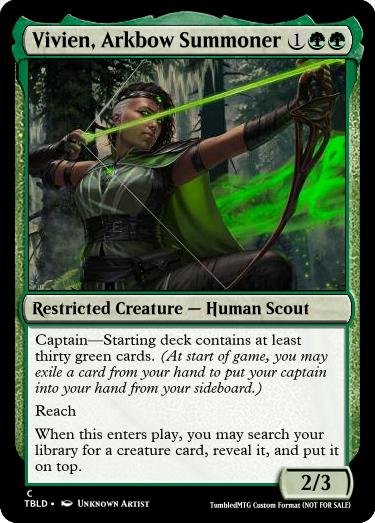 Vivien, Arkbow Summoner 1
Restricted Creature — Human Scout
Captain—Starting deck contains at least
thirty green cards. (At start of game, you may
exile a card from your hand to put your captain
into your hand from your sideboard.)
Reach
When this enters play, you may search your
library for a creature card, reveal it, and put it
on top.
2/3
C
TBLD • Unknown Artist
TumbledMTG Custom Format (NOT FOR SALE)